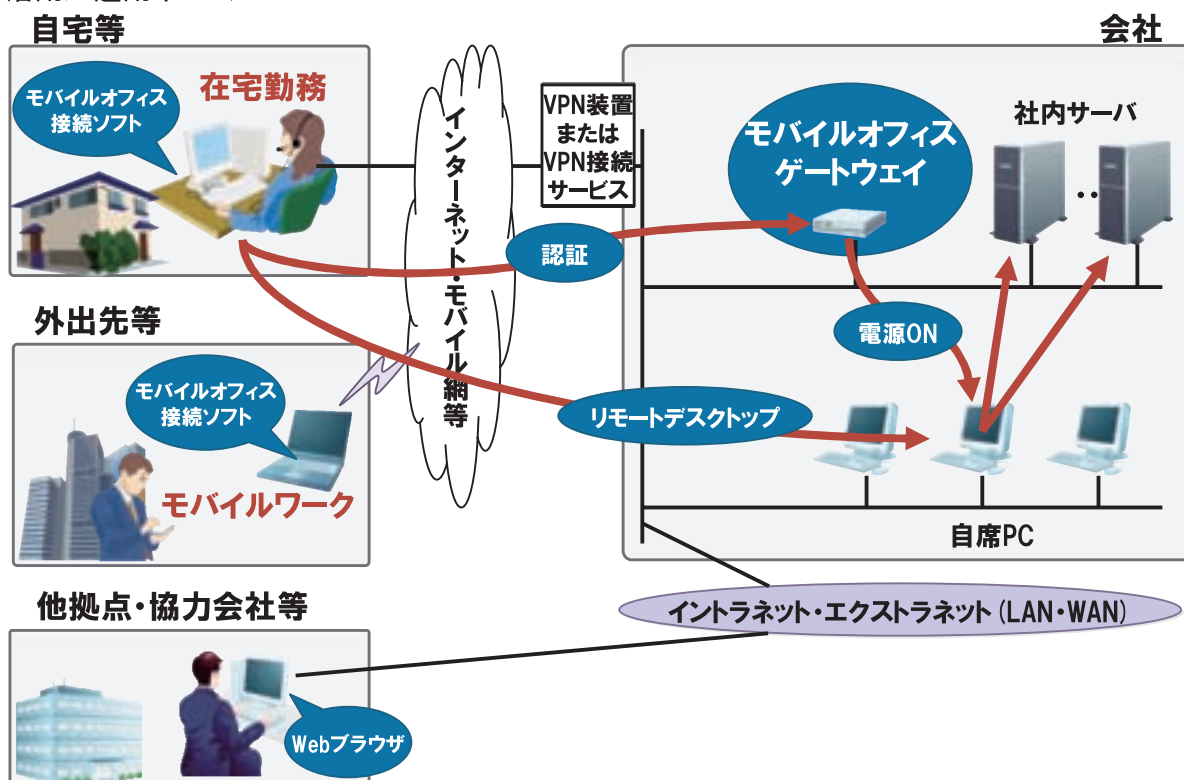 自宅等
会社
モバイルオフィス
接続ソフト
在宅勤務
インターネット・モバイル網等
VPN装置
または
VPN接続
サービス
モバイルオフィス
ゲートウェイ
社内サーバ
‥
認証
電源ON
外出先等
モバイルオフィス
接続ソフト
モバイルワーク
リモートデスクトップ
自席PC
他拠点・協力会社等
イントラネット・エクストラネット(LAN・WAN)
Webブラウザ